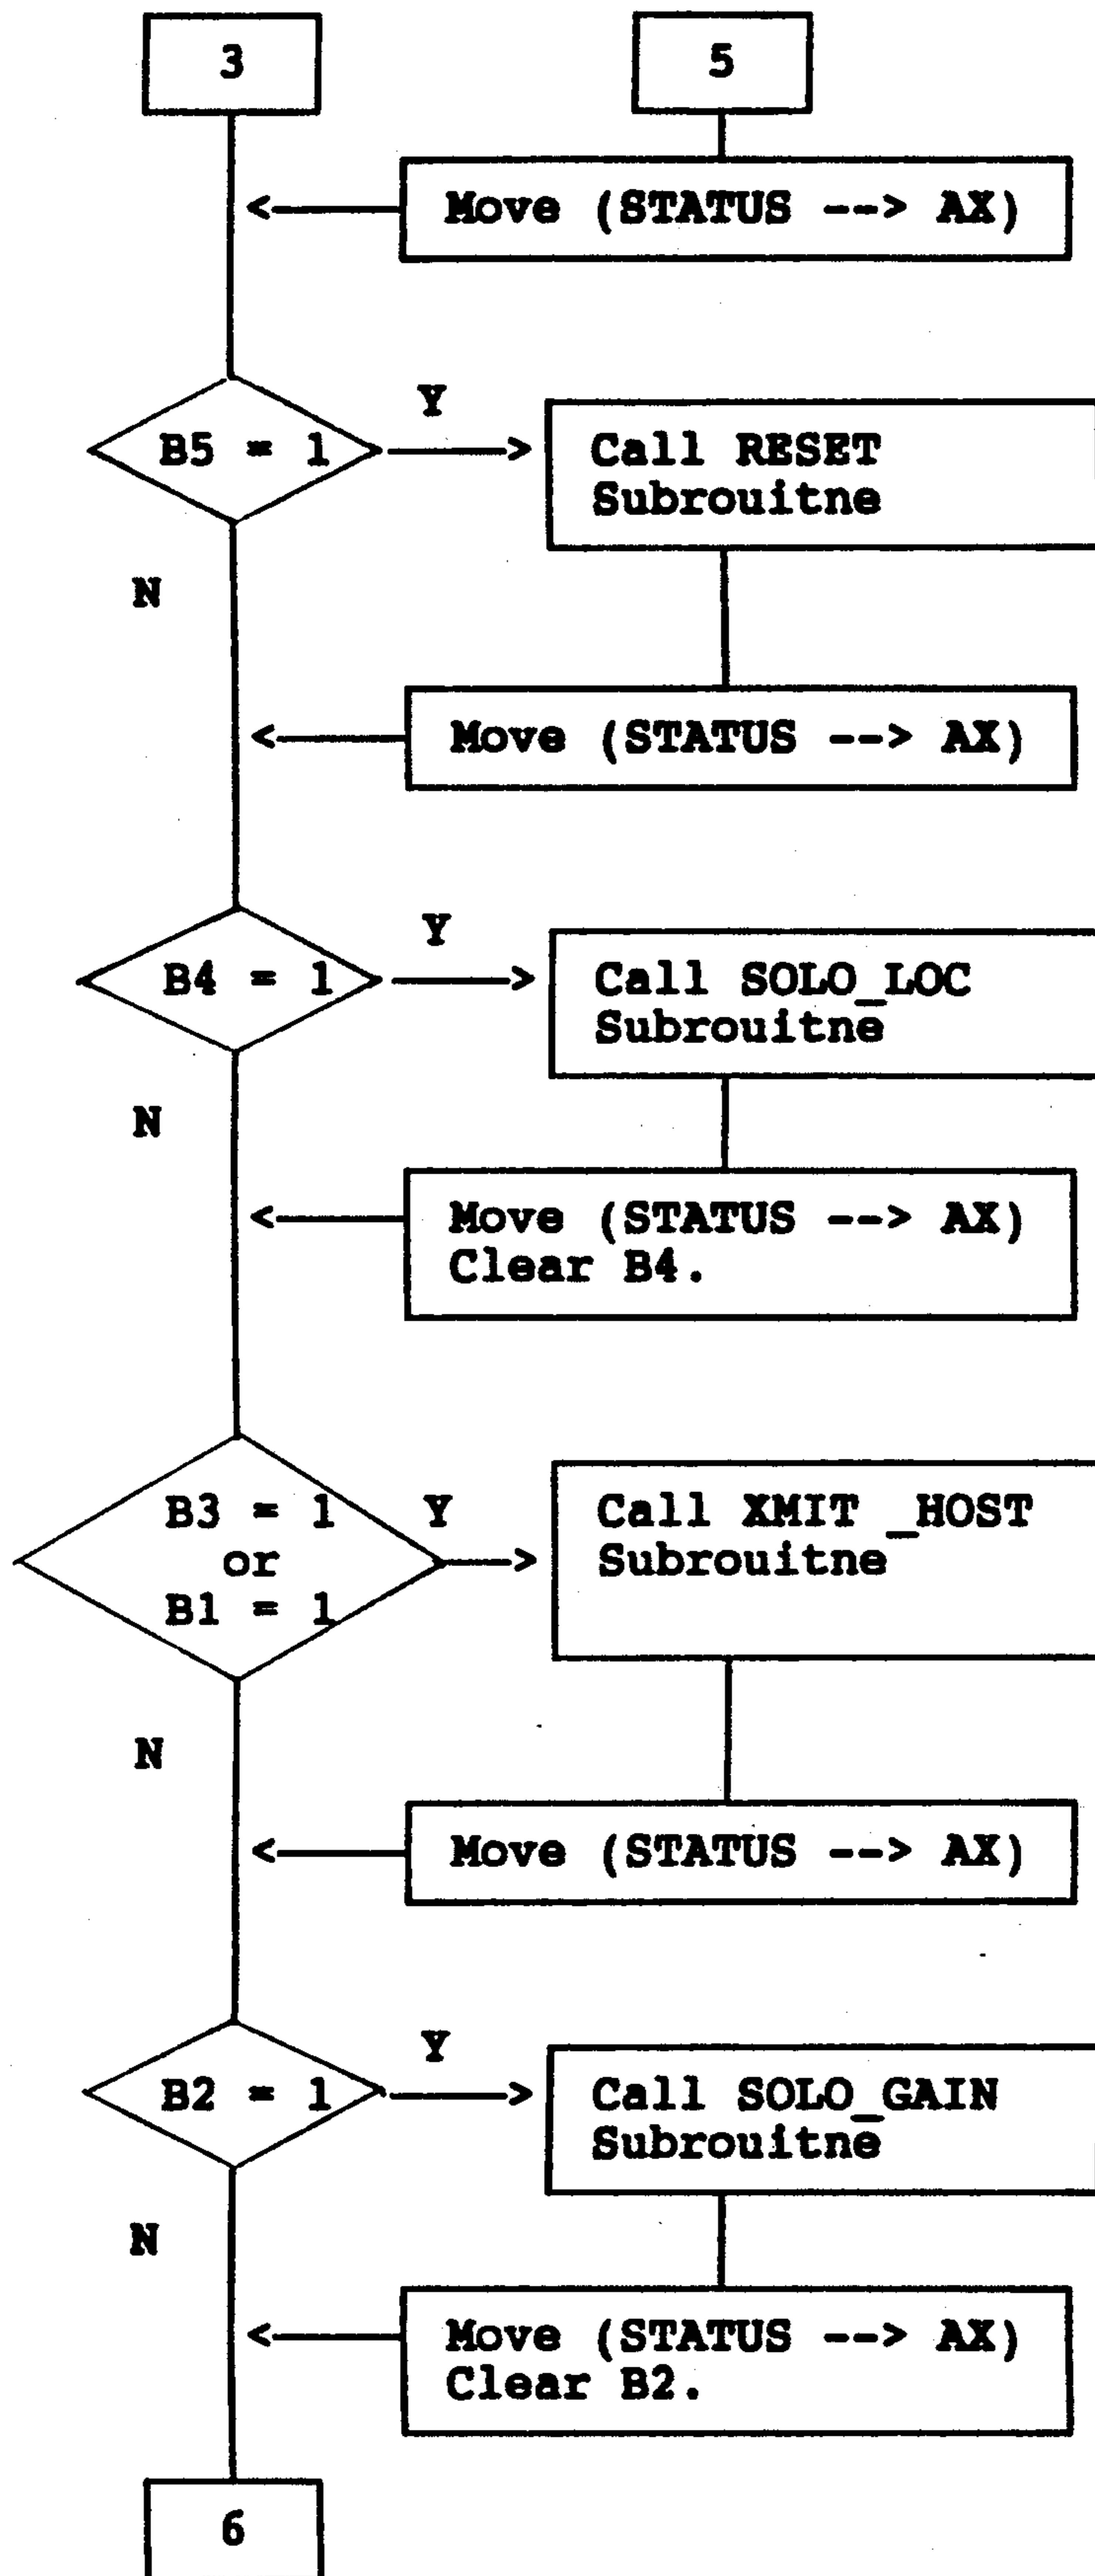 3
5
Move (STATUS --> AX)
B5 = 1
Y
Call RESET
Subrouitne
N
Move (STATUS --> AX)
B4 = 1
Y
Call SOLO_LOC
Subrouitne
N
Move (STATUS --> AX)
Clear B4.
B3 = 1
or
B1 = 1
Y
Call XMIT _HOST
Subrouitne
N
Move (STATUS --> AX)
B2 = 1
Y
Call SOLO_GAIN
Subrouitne
N
Move (STATUS --> AX)
Clear B2.
6